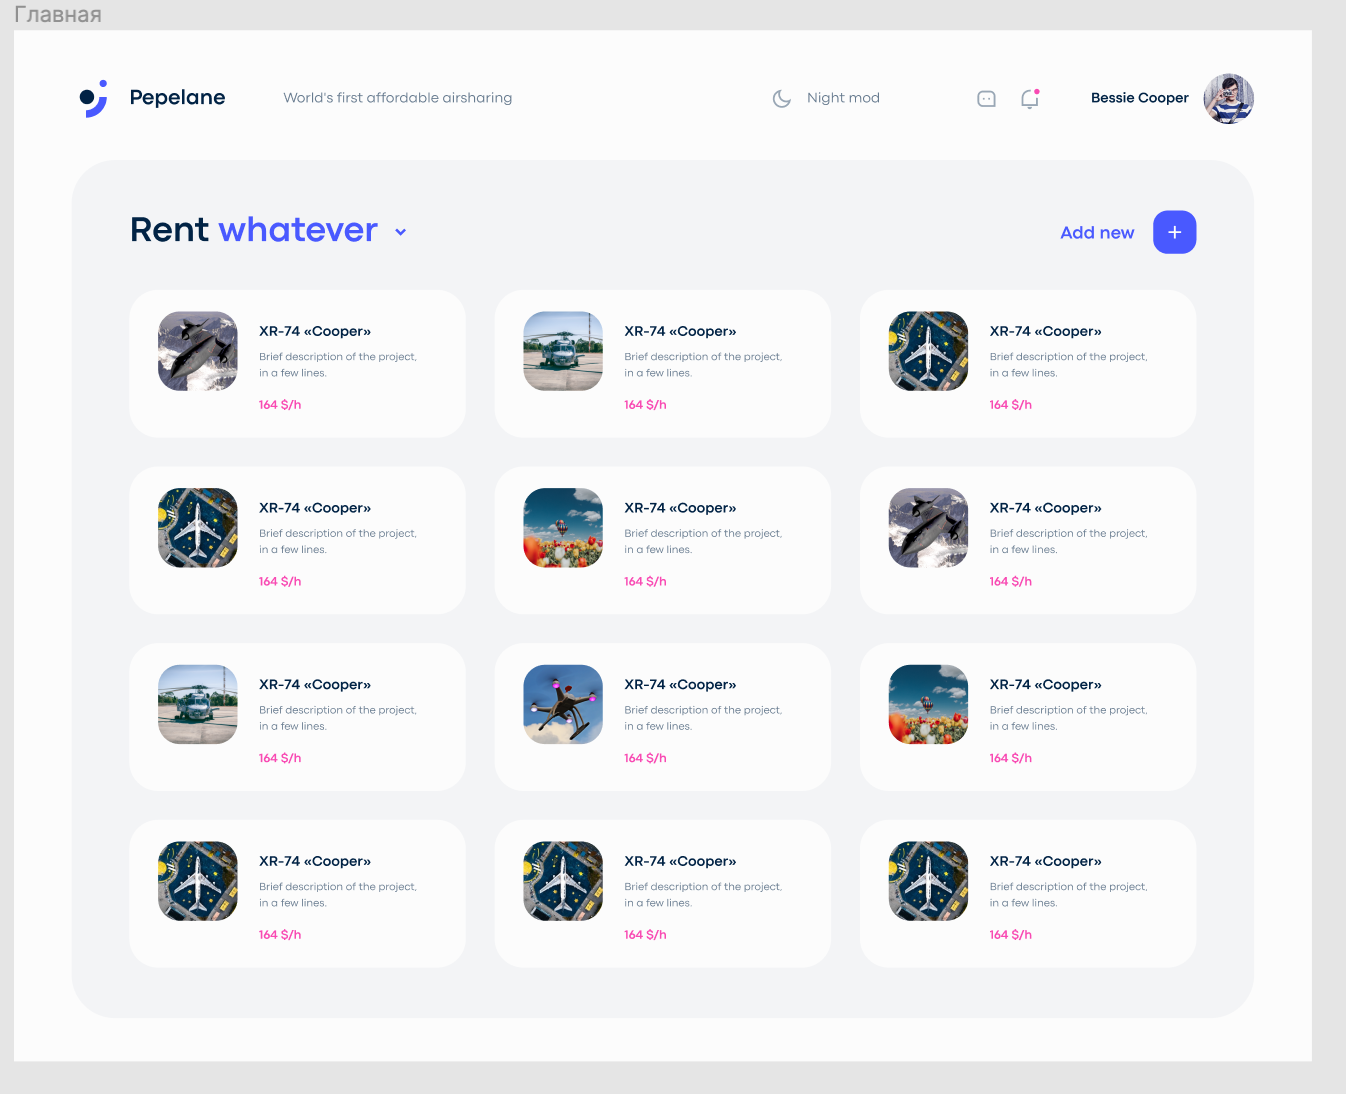 Главная
Pepelane
World's first affordable airsharing
Night mod
Bessie Cooper
Rent whatever
Add new
XR-74 «Cooper»
Brief description of the project,
in a few lines.
164 $/h
XR-74 «Cooper»
Brief description of the project,
in a few lines.
164 $/h
XR-74 «Cooper»
Brief description of the project,
in a few lines.
164 $/h
XR-74 «Cooper»
Brief description of the project,
in a few lines.
164 $/h
XR-74 «Cooper»
Brief description of the project,
in a few lines.
164 $/h
XR-74 «Cooper»
Brief description of the project,
in a few lines.
164 $/h
XR-74 «Cooper»
Brief description of the project,
in a few lines.
164 $/h
XR-74 «Cooper»
Brief description of the project,
in a few lines.
164 $/h
XR-74 «Cooper»
Brief description of the project,
in a few lines.
164 $/h
XR-74 «Cooper»
Brief description of the project,
in a few lines.
164 $/h
XR-74 «Cooper»
Brief description of the project,
in a few lines.
164 $/h
XR-74 «Cooper»
Brief description of the project,
in a few lines.
164 $/h